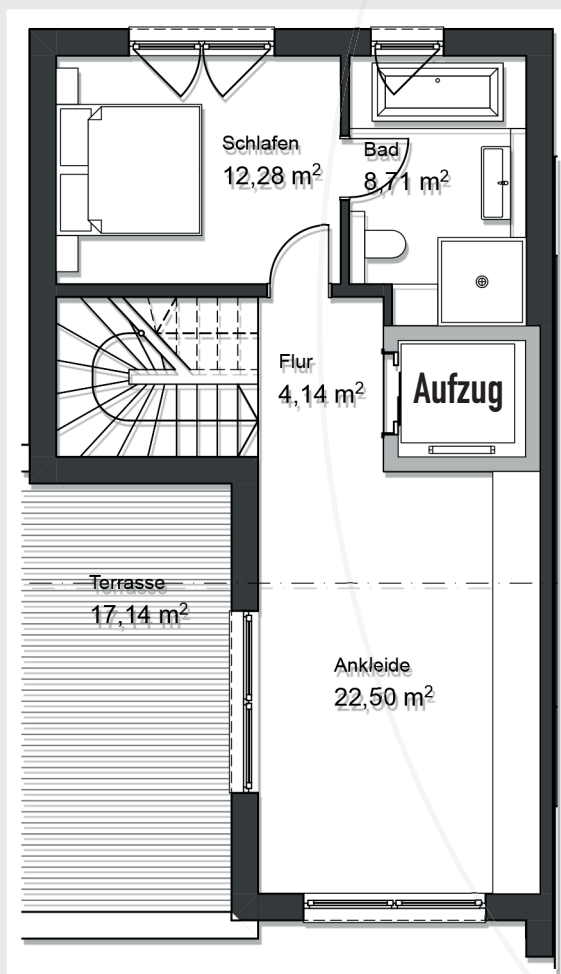 Schlafen
12,28 m²
Bad
8,71 m²
Flur
4,14 m²
Aufzug
Terrasse
17,14 m²
Ankleide
22,50 m²